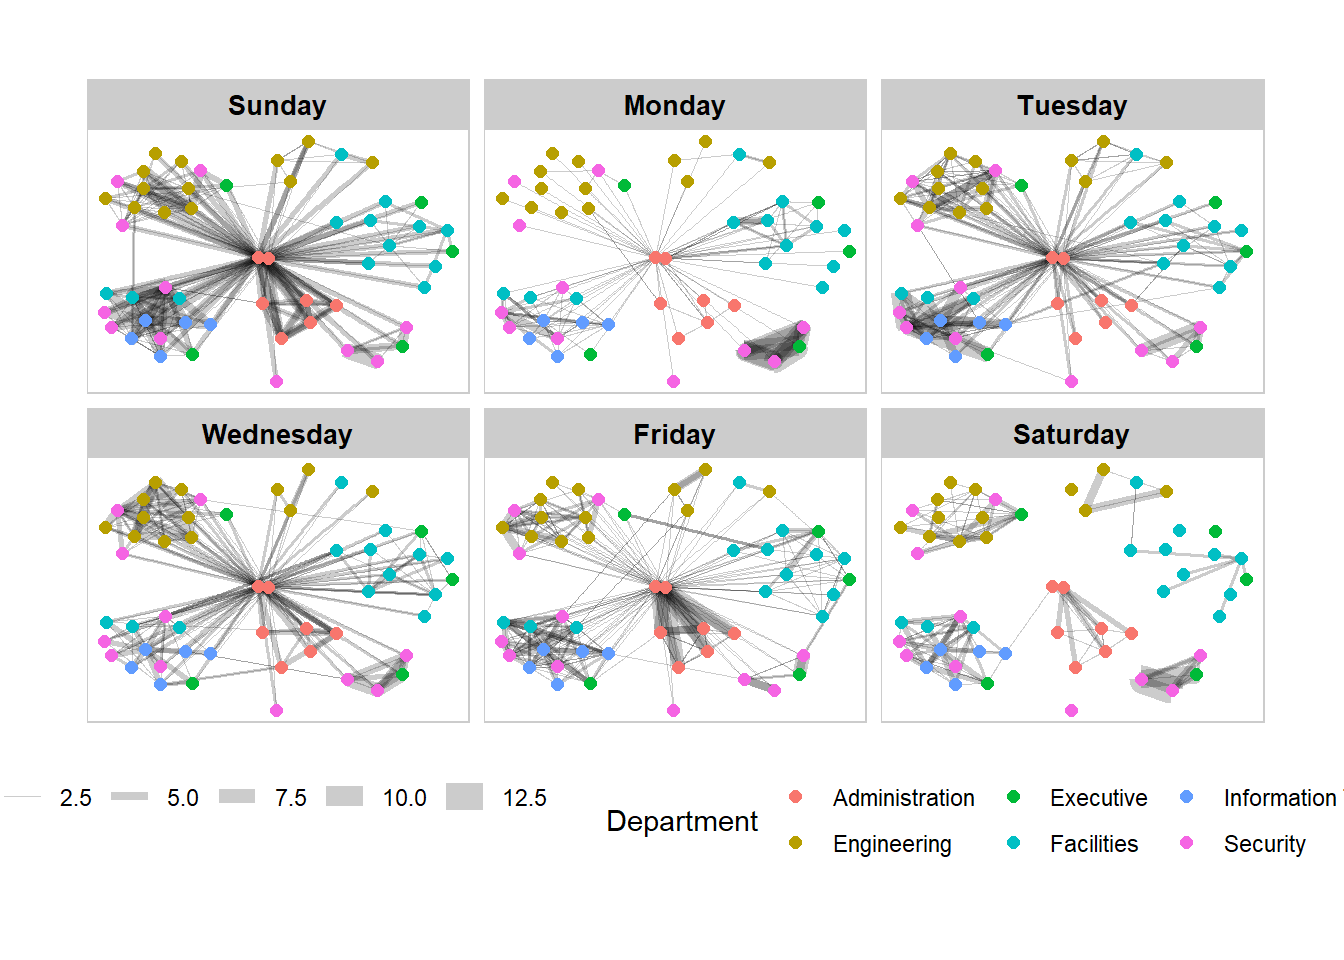 Sunday
Monday
Tuesday
Wednesday
Friday
Saturday
2.5 5.0 7.5 10.0 12.5
Department
Administration Executive Information
Engineering Facilities Security